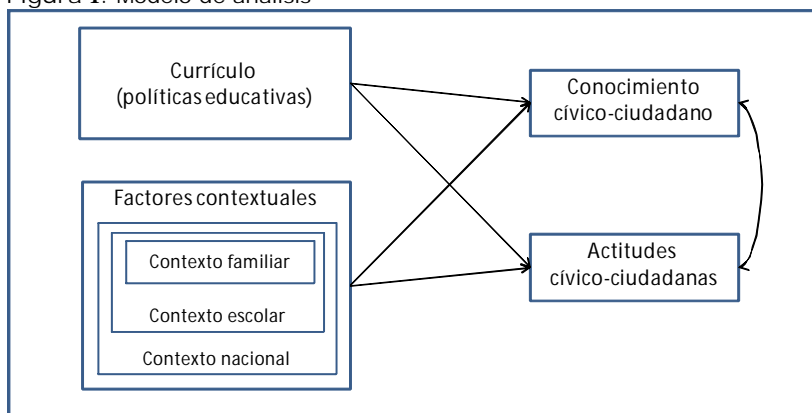 Figura 1. Modelo de análisis
Currículo
(políticas educativas)
Conocimiento
cívico-ciudadano
Factores contextuales
Contexto familiar
Contexto escolar
Contexto nacional
Actitudes
cívico-ciudadanas